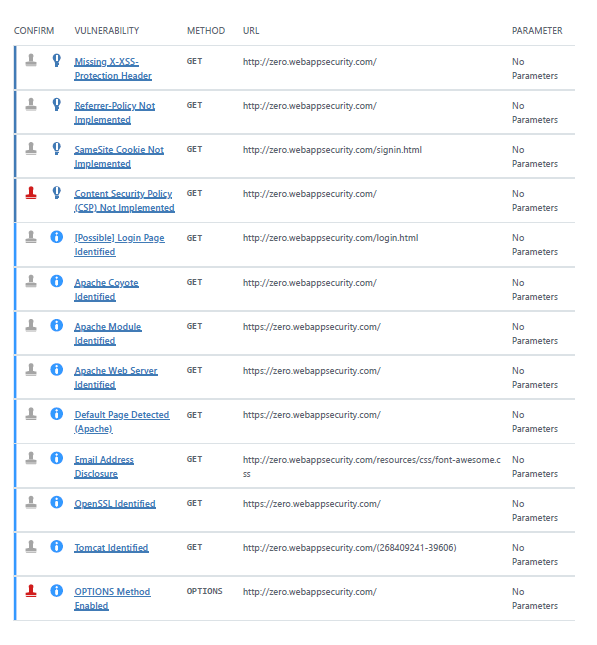 CONFIRM VULNERABILITY METHOD URL PARAMETER
Missing X-XSS- GET http://zero.webappsecurity.com/ No
Protection Header Parameters
Referrer-Policy Not GET http://zero.webappsecurity.com/ No
Implemented Parameters
SameSite Cookie Not GET http://zero.webappsecurity.com/signin.html No
Implemented Parameters
Content Security Policy GET http://zero.webappsecurity.com/ No
(CSP) Not Implemented Parameters
[Possible] Login Page GET http://zero.webappsecurity.com/login.html No
Identified Parameters
Apache Coyote GET http://zero.webappsecurity.com/ No
Identified Parameters
Apache Module GET https://zero.webappsecurity.com/ No
Identified Parameters
Apache Web Server GET https://zero.webappsecurity.com/ No
Identified Parameters
Default Page Detected GET https://zero.webappsecurity.com/ No
(Apache) Parameters
Email Address GET http://zero.webappsecurity.com/resources/css/font-awesome.c No
Disclosure ss Parameters
OpenSSL Identified GET https://zero.webappsecurity.com/ No
Parameters
Tomcat Identified GET http://zero.webappsecurity.com/(268409241-39606) No
Parameters
OPTIONS Method OPTIONS http://zero.webappsecurity.com/ No
Enabled Parameters